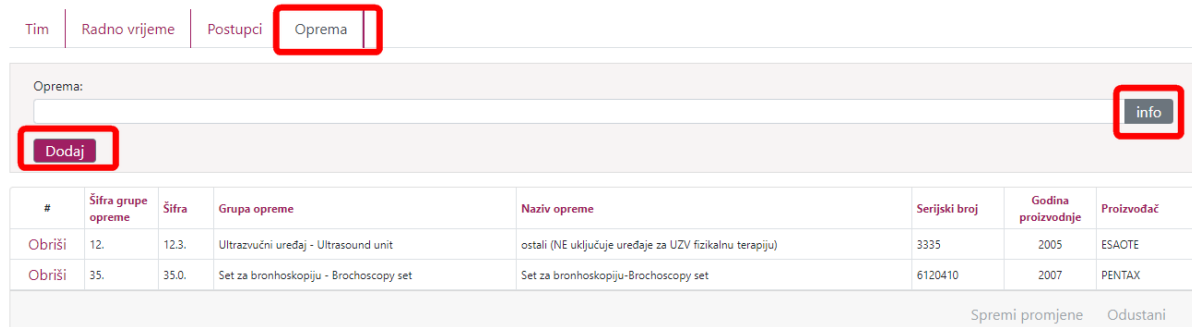 Tim Radno vrijeme Postupci Oprema
Oprema:
info
Dodaj
# Šifra grupe opreme Šifra Grupa opreme Naziv opreme Serijski broj Godina proizvodnje Proizvođač
Obriši 12. 12.3. Ultrazvučni uređaj - Ultrasound unit ostali (NE uključuje uređaje za UZV fizikalnu terapiju) 3335 2005 ESAOTE
Obriši 35. 35.0. Set za bronhoskopiju - Brochoscopy set Set za bronhoskopiju-Brochoscopy set 6120410 2007 PENTAX
Spremi promjene Odustani